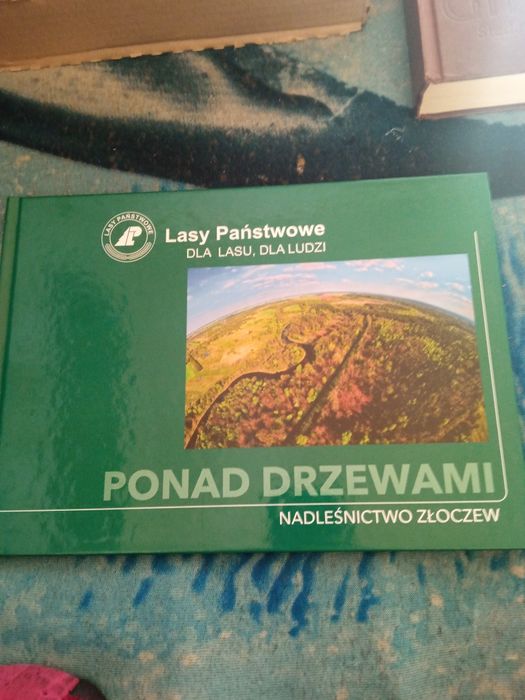 LASY PAŃSTWOWE
Lasy Państwowe
DLA LASU, DLA LUDZI
PONAD DRZEWAMI
NADLEŚNICTWO ZŁOCZEW